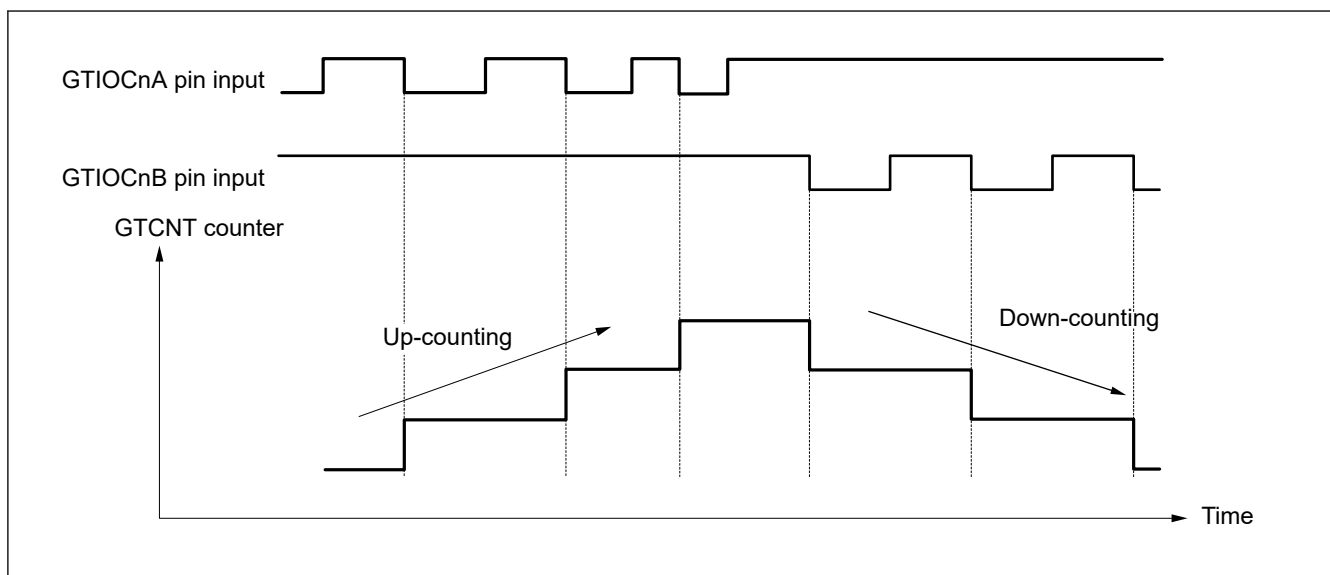 GTIOCnA pin input
GTIOCnB pin input
GTCNT counter
Up-counting
Down-counting
Time